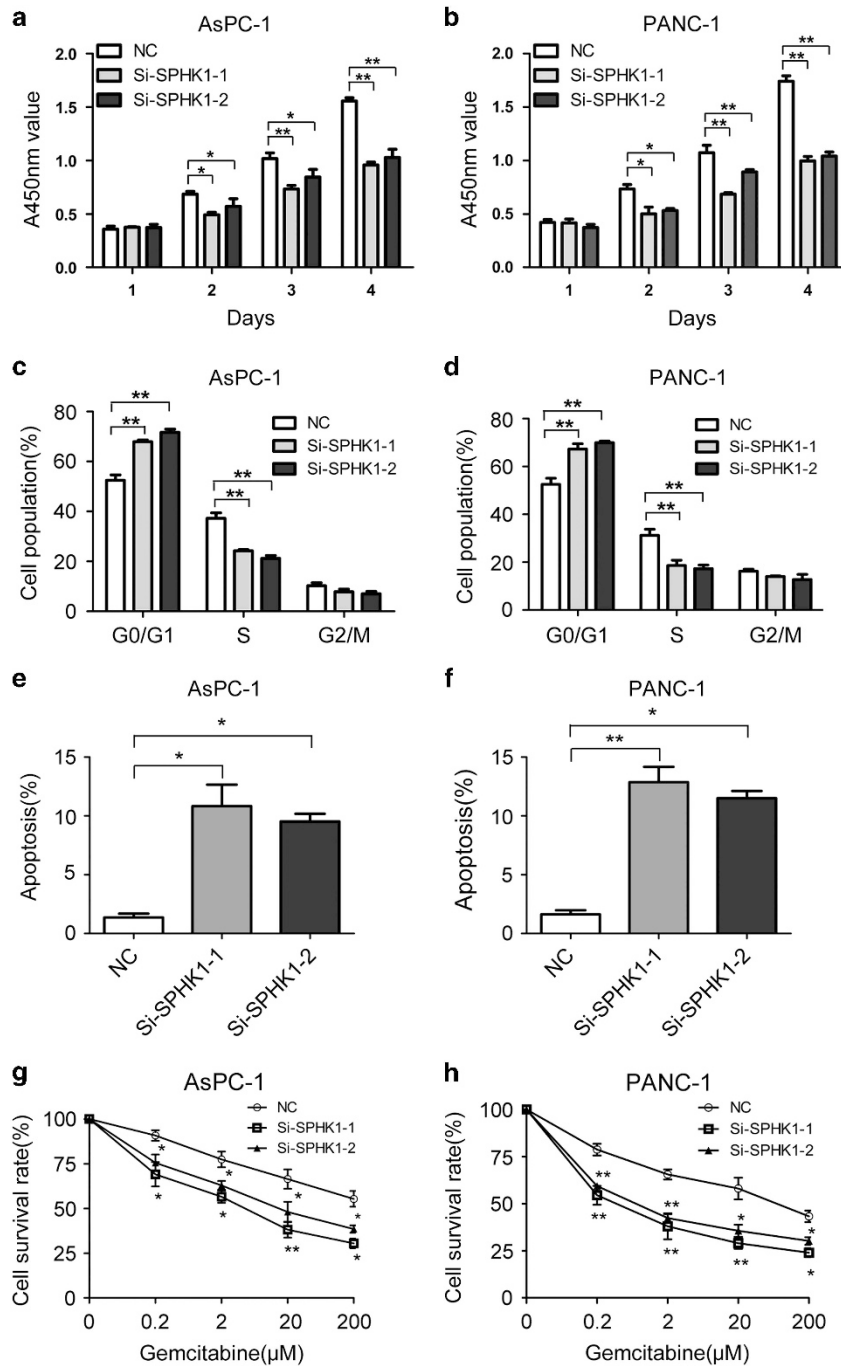 a
AsPC-1
NC
Si-SPHK1-1
Si-SPHK1-2
A450nm value
2.0
1.5
1.0
0.5
0.0
* *
* *
** **
** **
1 2 3 4
Days
b
PANC-1
NC
Si-SPHK1-1
Si-SPHK1-2
A450nm value
2.0
1.5
1.0
0.5
0.0
* *
** **
** **
1 2 3 4
Days
c
AsPC-1
NC
Si-SPHK1-1
Si-SPHK1-2
Cell population(%)
80
60
40
20
0
** **
** **
G0/G1 S G2/M
d
PANC-1
NC
Si-SPHK1-1
Si-SPHK1-2
Cell population(%)
80
60
40
20
0
** **
** **
G0/G1 S G2/M
e
AsPC-1
Apoptosis(%)
15
10
5
0
*
*
NC
Si-SPHK1-1
Si-SPHK1-2
f
PANC-1
Apoptosis(%)
15
10
5
0
*
**
NC
Si-SPHK1-1
Si-SPHK1-2
g
AsPC-1
NC
Si-SPHK1-1
Si-SPHK1-2
Cell survival rate(%)
100
75
50
25
0
* * * *
* * ** *
0 0.2 2 20 200
Gemcitabine(µM)
h
PANC-1
NC
Si-SPHK1-1
Si-SPHK1-2
Cell survival rate(%)
100
75
50
25
0
** ** * *
** ** ** *
0 0.2 2 20 200
Gemcitabine(µM)